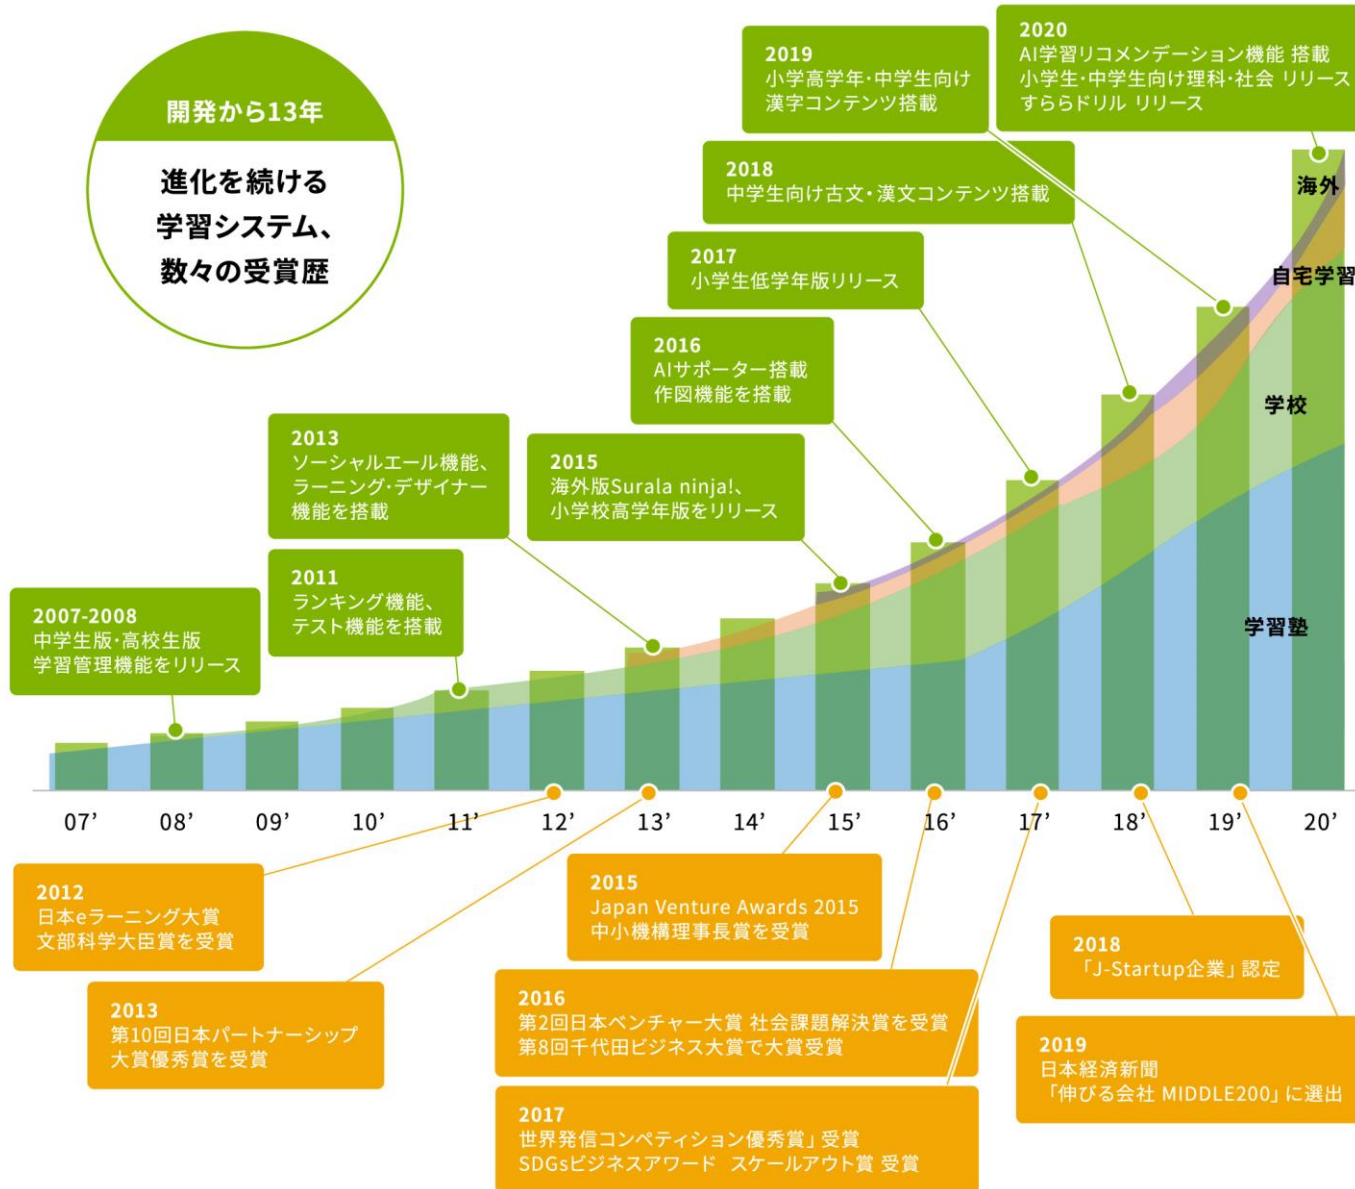 開発から13年
進化を続ける
学習システム、
数々の受賞歴
2007-2008
中学生版・高校生版
学習管理機能をリリース
2011
ランキング機能、
テスト機能を搭載
2013
ソーシャルエール機能、
ラーニング・デザイナー
機能を搭載
2015
海外版Surala ninja!、
小学校高学年版をリリース
2016
AIサポーター搭載
作図機能を搭載
2017
小学生低学年版リリース
2018
中学生向け古文・漢文コンテンツ搭載
2019
小学高学年・中学生向け
漢字コンテンツ搭載
2020
AI学習リコメンデーション機能 搭載
小学生・中学生向け理科・社会 リリース
すららドリル リリース
海外
自宅学習
学校
学習塾
07’ 08’ 09’ 10’ 11’ 12’ 13’ 14’ 15’ 16’ 17’ 18’ 19’ 20’
2012
日本eラーニング大賞
文部科学大臣賞を受賞
2013
第10回日本パートナーシップ
大賞優秀賞を受賞
2015
Japan Venture Awards 2015
中小機構理事長賞を受賞
2016
第2回日本ベンチャー大賞 社会課題解決賞を受賞
第8回千代田ビジネス大賞で大賞受賞
2017
世界発信コンペティション優秀賞」受賞
SDGsビジネスアワード スケールアウト賞 受賞
2018
「J-Startup企業」認定
2019
日本経済新聞
「伸びる会社 MIDDLE200」に選出